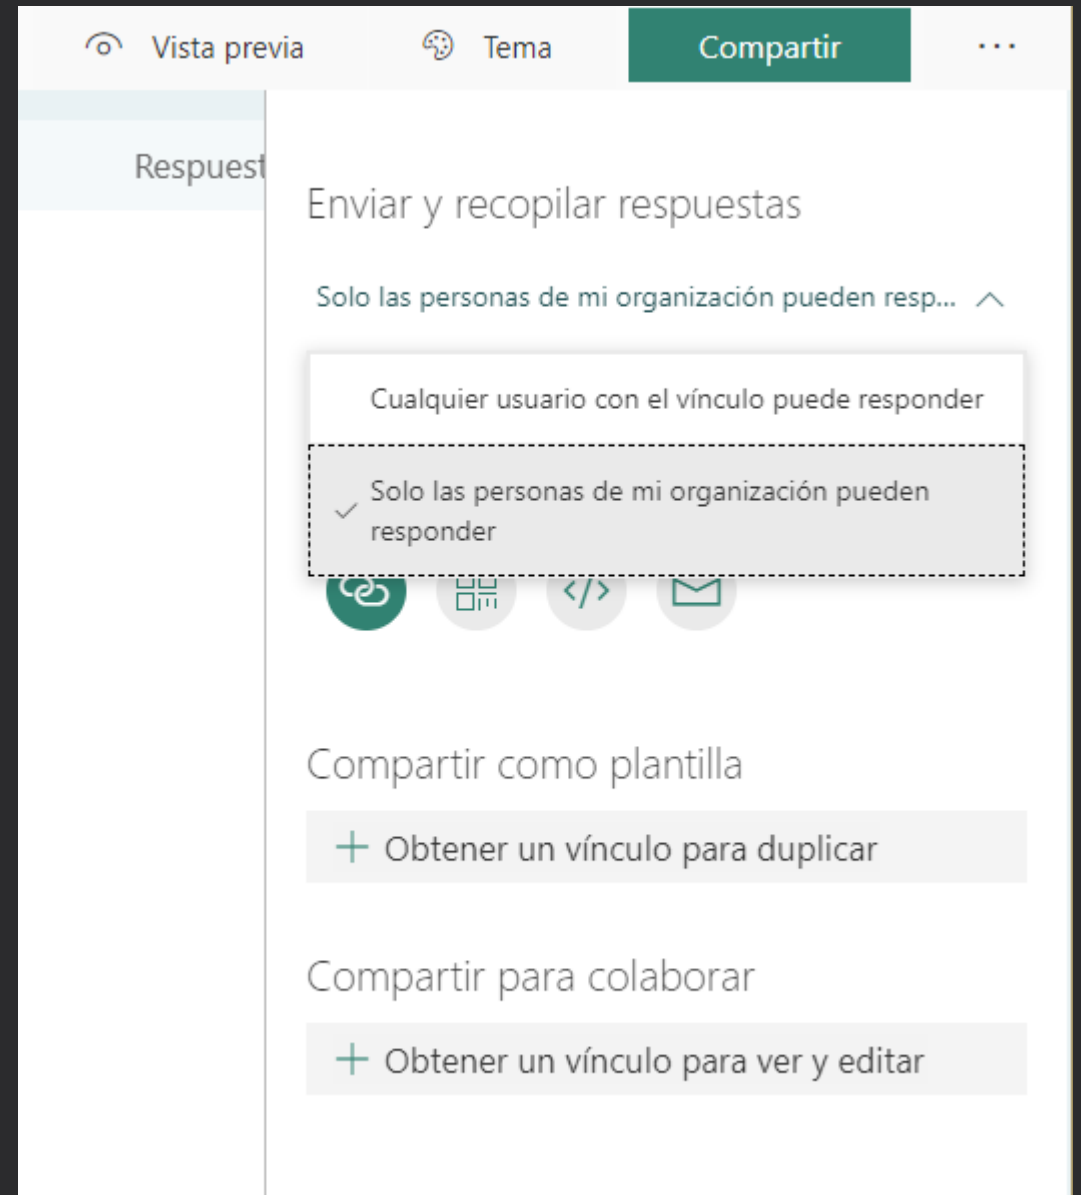 Vista previa
Tema
Compartir
...
Respuest
Enviar y recopilar respuestas
Solo las personas de mi organización pueden resp...
Cualquier usuario con el vínculo puede responder
Solo las personas de mi organización pueden
responder
Compartir como plantilla
+ Obtener un vínculo para duplicar
Compartir para colaborar
+ Obtener un vínculo para ver y editar